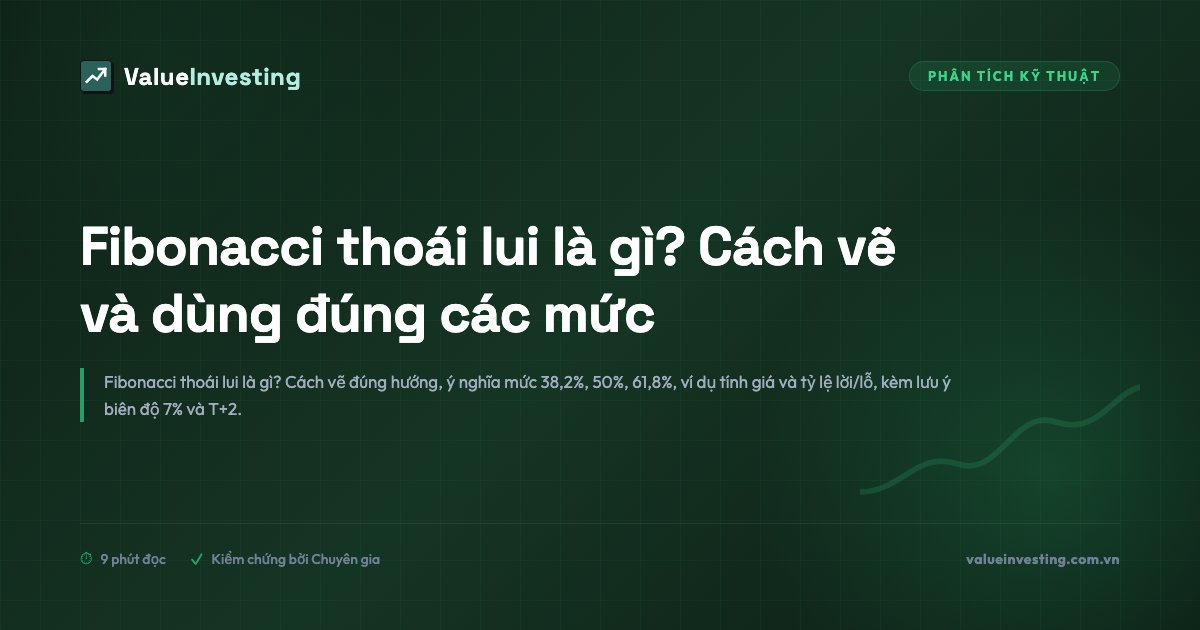 ValueInvesting
PHÂN TÍCH KỸ THUẬT
Fibonacci thoái lui là gì? Cách vẽ
và dùng đúng các mức
Fibonacci thoái lui là gì? Cách vẽ đúng hướng, ý nghĩa mức 38,2%, 50%, 61,8%, ví dụ tính giá và tỷ lệ lời/lỗ, kèm lưu ý
biên độ 7% và T+2.
9 phút đọc
Kiểm chứng bởi Chuyên gia
valueinvesting.com.vn